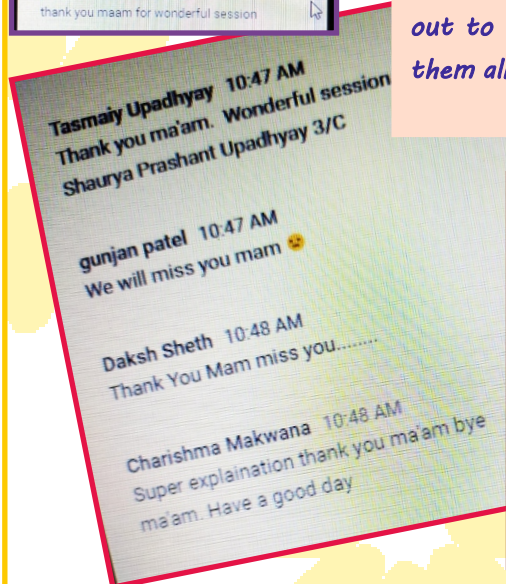 thank you maam for wonderful session
out to
them al
Tasmaiy Upadhyay 10:47 AM
Thank you ma'am. Wonderful session
Shaurya Prashant Upadhyay 3/C
gunjan patel 10:47 AM
We will miss you mam 😕
Daksh Sheth 10:48 AM
Thank You Mam miss you........
Charishma Makwana 10:48 AM
Super explaination thank you ma'am bye
ma'am. Have a good day